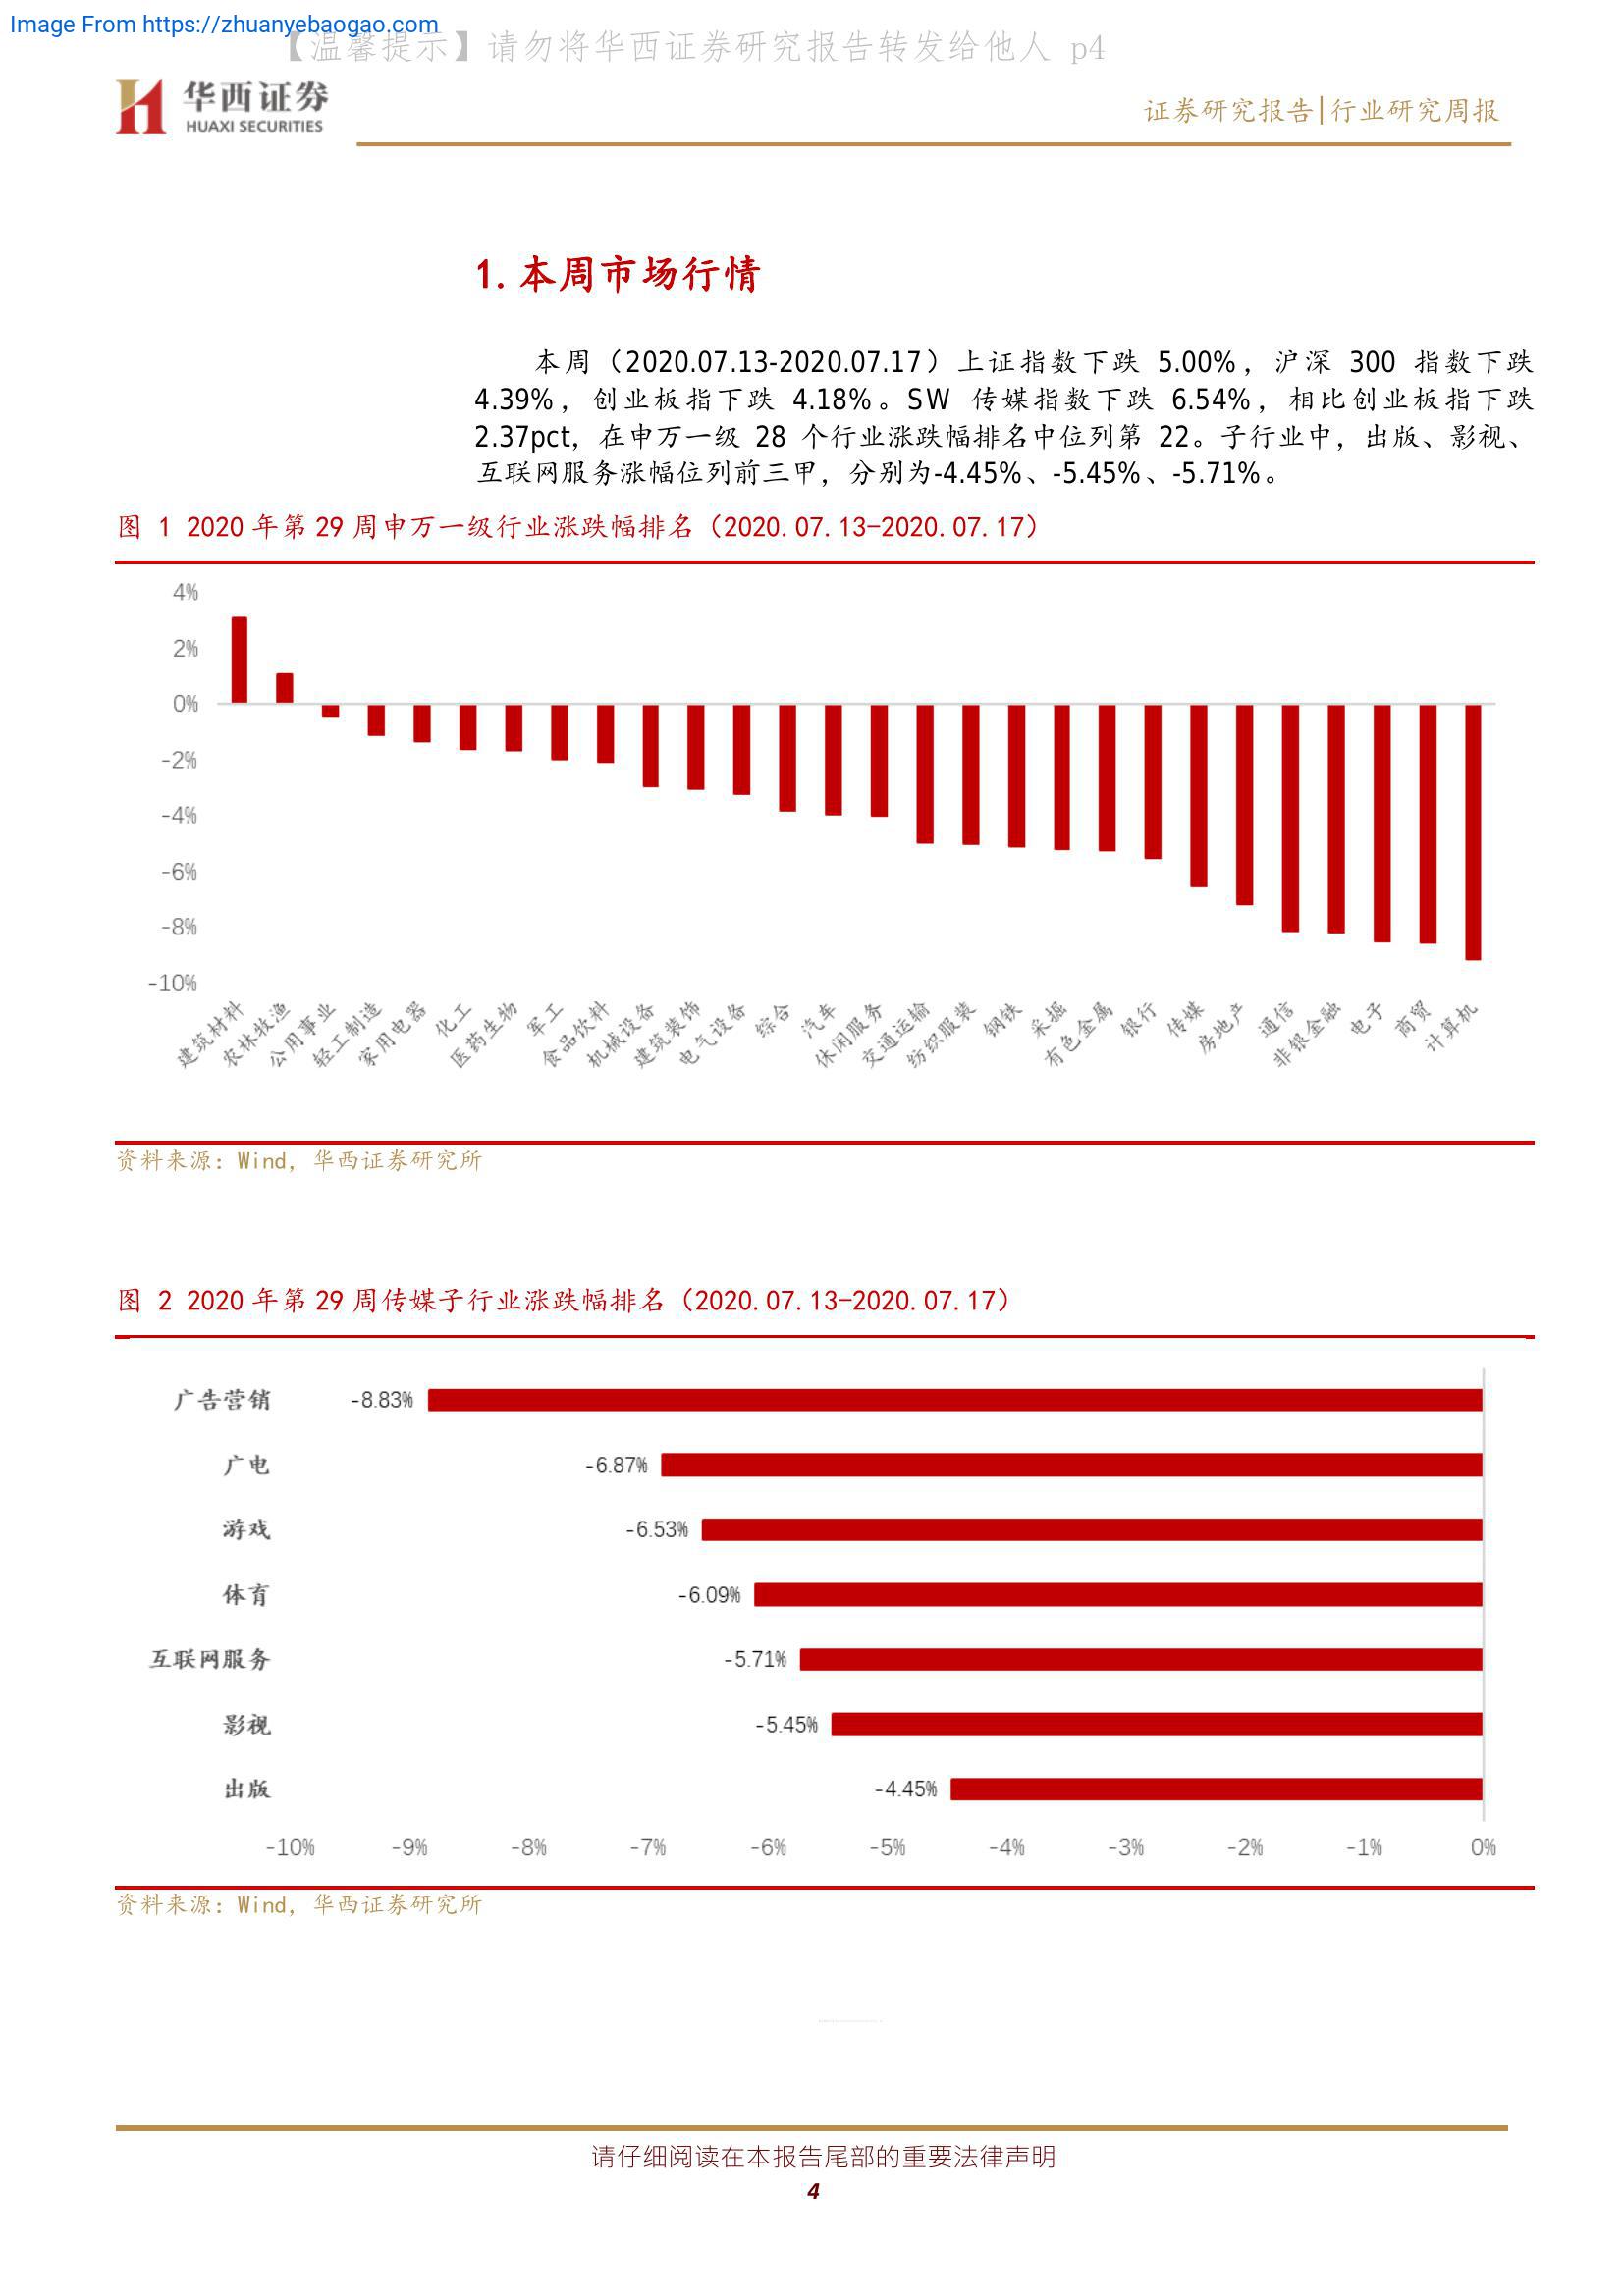 Image From https://zhuanyebaogao.com
【温馨提示】请勿将华西证券研究报告转发给他人 p4
华西证券
HUAXI SECURITIES
证券研究报告|行业研究周报
1. 本周市场行情
本周（2020.07.13-2020.07.17）上证指数下跌 5.00%，沪深 300 指数下跌
4.39%，创业板指下跌 4.18%。SW 传媒指数下跌 6.54%，相比创业板指下跌
2.37pct，在申万一级 28 个行业涨跌幅排名中位列第 22。子行业中，出版、影视、
互联网服务涨幅位列前三甲，分别为-4.45%、-5.45%、-5.71%。
图 1 2020 年第 29 周申万一级行业涨跌幅排名（2020.07.13-2020.07.17）
4%
2%
0%
-2%
-4%
-6%
-8%
-10%
建筑材料 农林牧渔 公用事业 轻工制造 家用电器 化工 医药生物 军工 食品饮料 机械设备 建筑装饰 电气设备 综合 汽车 休闲服务 交通运输 纺织服装 钢铁 采掘 有色金属 银行 传媒 房地产 通信 非银金融 电子 商贸 计算机
资料来源：Wind，华西证券研究所
图 2 2020 年第 29 周传媒子行业涨跌幅排名（2020.07.13-2020.07.17）
广告营销 -8.83%
广电 -6.87%
游戏 -6.53%
体育 -6.09%
互联网服务 -5.71%
影视 -5.45%
出版 -4.45%
-10% -9% -8% -7% -6% -5% -4% -3% -2% -1% 0%
资料来源：Wind，华西证券研究所
请仔细阅读在本报告尾部的重要法律声明
4